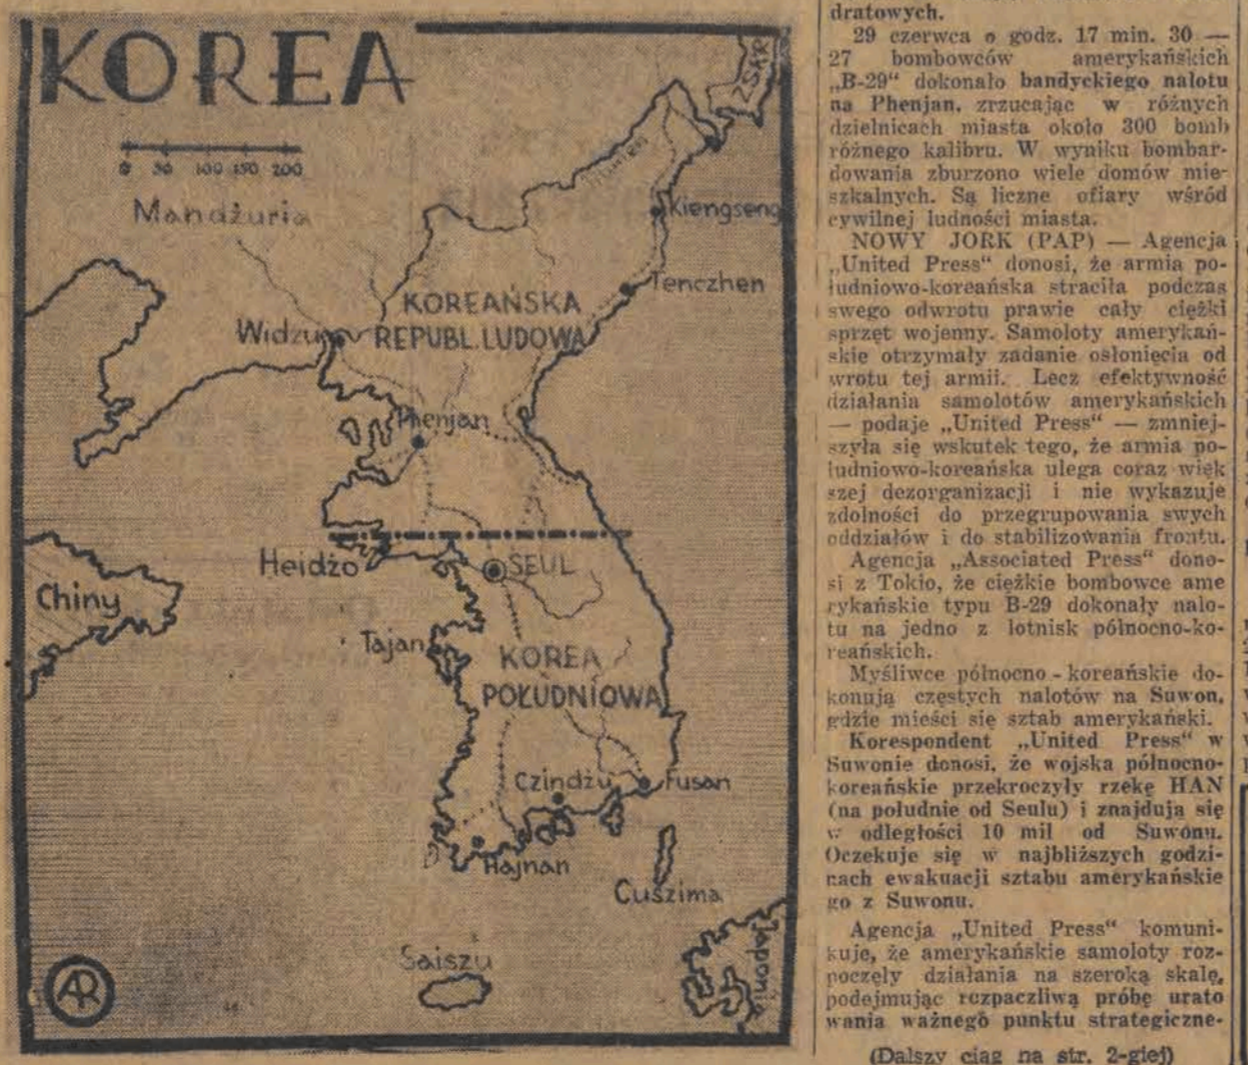 KOREA
0 50 100 150 200
ZSRR
Mandżuria
Tumen
Kiengseng
Tenczhen
KOREAŃSKA
REPUBL. LUDOWA
Widzu
Phenjan
Heidżo
SEUL
Chiny
Tajan
KOREA
POŁUDNIOWA
Czindżu
Fusan
Hajnan
Cuszima
Saiszu
Japonia
AR
dratowych.
29 czerwca o godz. 17 min. 30 —
27 bombowców amerykańskich
„B-29“ dokonało bandyckiego nalotu
na Phenjan, zrzucając w różnych
dzielnicach miasta około 300 bomb
różnego kalibru. W wyniku bombar-
dowania zburzono wiele domów mie-
szkalnych. Są liczne ofiary wśród
cywilnej ludności miasta.
NOWY JORK (PAP) — Agencja
„United Press“ donosi, że armia po-
łudniowo-koreańska straciła podczas
swego odwrotu prawie cały ciężki
sprzęt wojenny. Samoloty amerykań-
skie otrzymały zadanie osłonięcia od
wrotu tej armii. Lecz efektywność
działania samolotów amerykańskich
— podaje „United Press“ — zmniej-
szyła się wskutek tego, że armia po-
łudniowo-koreańska ulega coraz więk
szej dezorganizacji i nie wykazuje
zdolności do przegrupowania swych
oddziałów i do stabilizowania frontu.
Agencja „Associated Press“ dono-
si z Tokio, że ciężkie bombowce ame
rykańskie typu B-29 dokonały nalo-
tu na jedno z lotnisk północno-ko-
reańskich.
Myśliwce północno - koreańskie do-
konują częstych nalotów na Suwon,
gdzie mieści się sztab amerykański.
Korespondent „United Press“ w
Suwonie donosi, że wojska północno-
koreańskie przekroczyły rzekę HAN
(na południe od Seulu) i znajdują się
w odległości 10 mil od Suwonu.
Oczekuje się w najbliższych godzi-
nach ewakuacji sztabu amerykańskie
go z Suwonu.
Agencja „United Press“ komuni-
kuje, że amerykańskie samoloty roz-
poczęły działania na szeroką skalę,
podejmując rozpaczliwą próbę urato
wania ważnego punktu strategiczne-
(Dalszy ciąg na str. 2-giej)